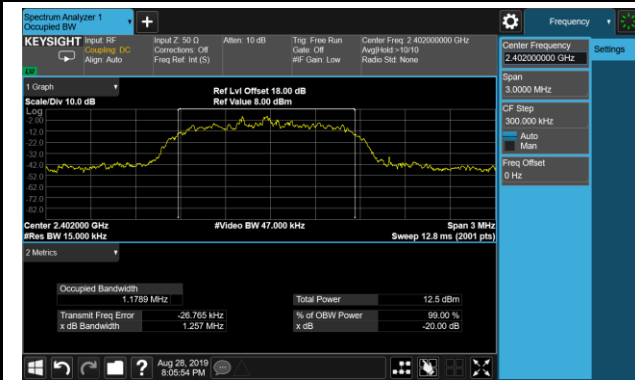 Spectrum Analyzer 1
Occupied BW
+
Frequency
KEYSIGHT
Input: RF
Coupling: DC
Align: Auto
Input Z: 50 Ω
Corrections: Off
Freq Ref: Int (S)
Atten: 10 dB
Trig: Free Run
Gate: Off
#IF Gain: Low
Center Freq: 2.402000000 GHz
Avg|Hold:>10/10
Radio Std: None
Center Frequency
2.402000000 GHz
Settings
Span
3.0000 MHz
CF Step
300.000 kHz
Auto
Man
Freq Offset
0 Hz
1 Graph
Scale/Div 10.0 dB
Ref Lvl Offset 18.00 dB
Ref Value 8.00 dBm
Log
-2.00
-12.0
-22.0
-32.0
-42.0
-52.0
-62.0
-72.0
-82.0
Center 2.402000 GHz
#Res BW 15.000 kHz
#Video BW 47.000 kHz
Span 3 MHz
Sweep 12.8 ms (2001 pts)
2 Metrics
Occupied Bandwidth
1.1789 MHz
Total Power 12.5 dBm
Transmit Freq Error -26.765 kHz
% of OBW Power 99.00 %
x dB Bandwidth 1.257 MHz
x dB -20.00 dB
?
Aug 28, 2019
8:05:54 PM